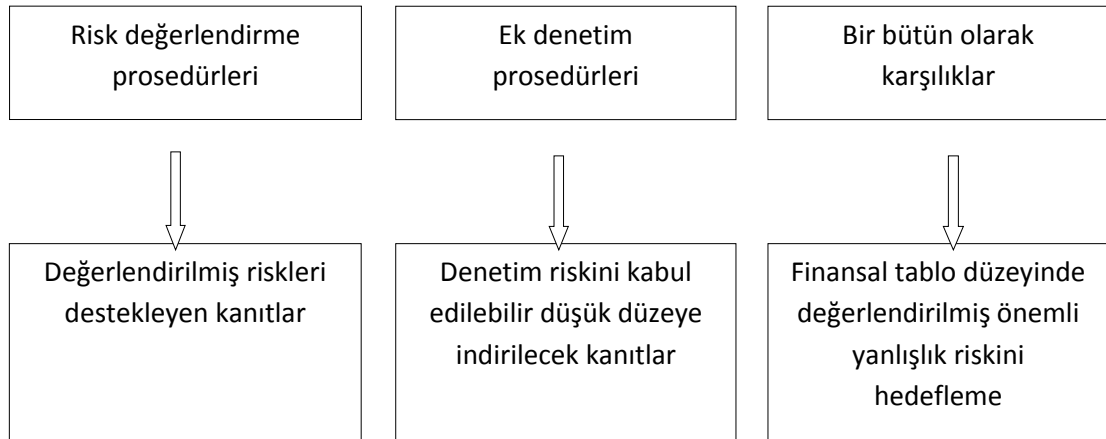 Risk değerlendirme
prosedürleri
Ek denetim
prosedürleri
Bir bütün olarak
karşılıklar
Değerlendirilmiş riskleri
destekleyen kanıtlar
Denetim riskini kabul
edilebilir düşük düzeye
indirilecek kanıtlar
Finansal tablo düzeyinde
değerlendirilmiş önemli
yanlışlık riskini
hedefleme